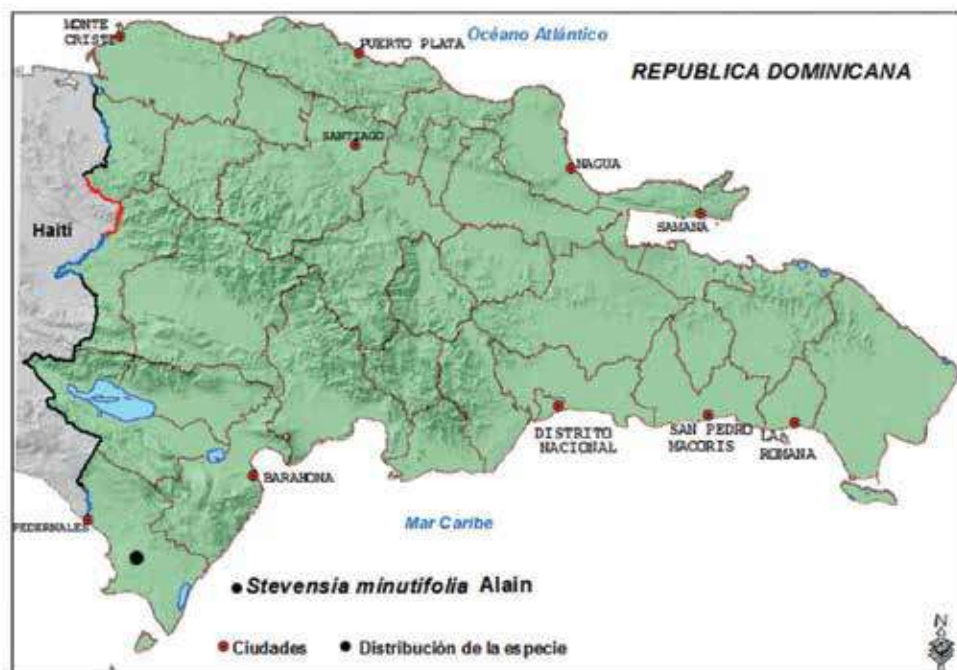 MONTE
CRISTI
PUERTO PLATA
Océano Atlántico
REPUBLICA DOMINICANA
SANTIAGO
NAGUA
SAMANA
Haití
DISTRITO
NACIONAL
SAN PEDRO
MACORIS
LA
ROMANA
BARAHONA
PEDERNALES
Mar Caribe
Stevensia minutifolia Alain
Ciudades
Distribución de la especie
N